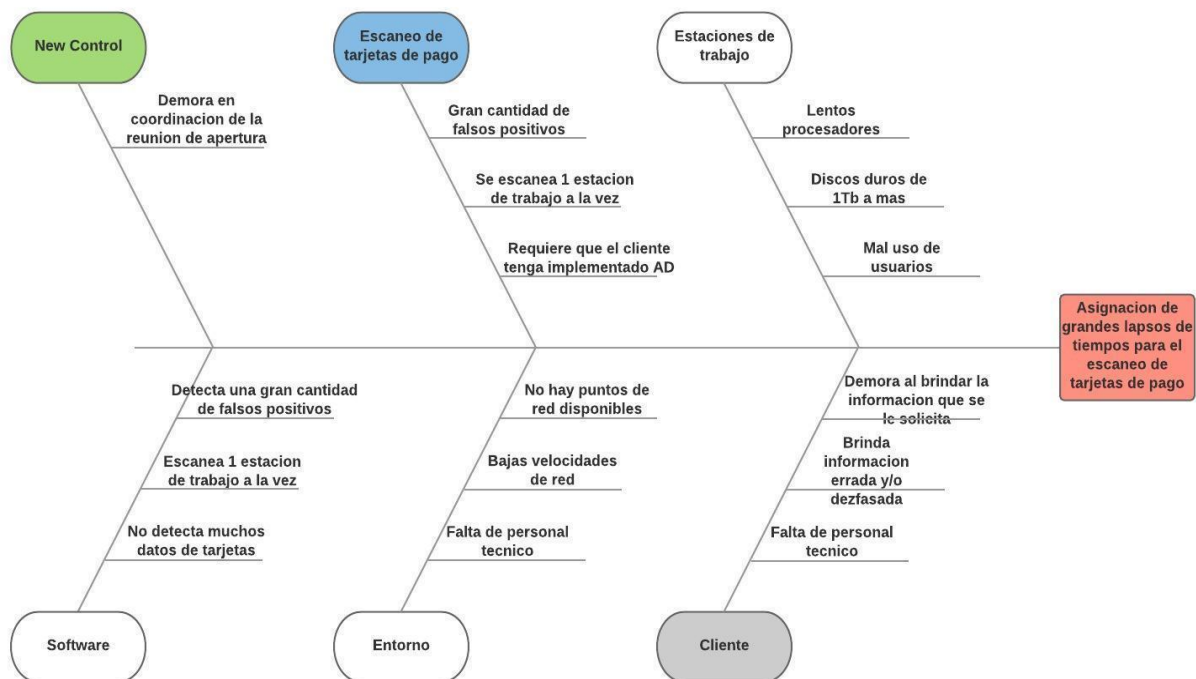 New Control
Escaneo de
tarjetas de pago
Estaciones de
trabajo
Demora en
coordinacion de la
reunion de apertura
Gran cantidad de
falsos positivos
Se escanea 1 estacion
de trabajo a la vez
Requiere que el cliente
tenga implementado AD
Lentos
procesadores
Discos duros de
1Tb a mas
Mal uso de
usuarios
Asignacion de
grandes lapsos de
tiempos para el
escaneo de
tarjetas de pago
Detecta una gran cantidad
de falsos positivos
Escanea 1 estacion
de trabajo a la vez
No detecta muchos
datos de tarjetas
No hay puntos de
red disponibles
Bajas velocidades
de red
Falta de personal
tecnico
Demora al brindar la
informacion que se
le solicita
Brinda
informacion
errada y/o
dezfasada
Falta de personal
tecnico
Software
Entorno
Cliente